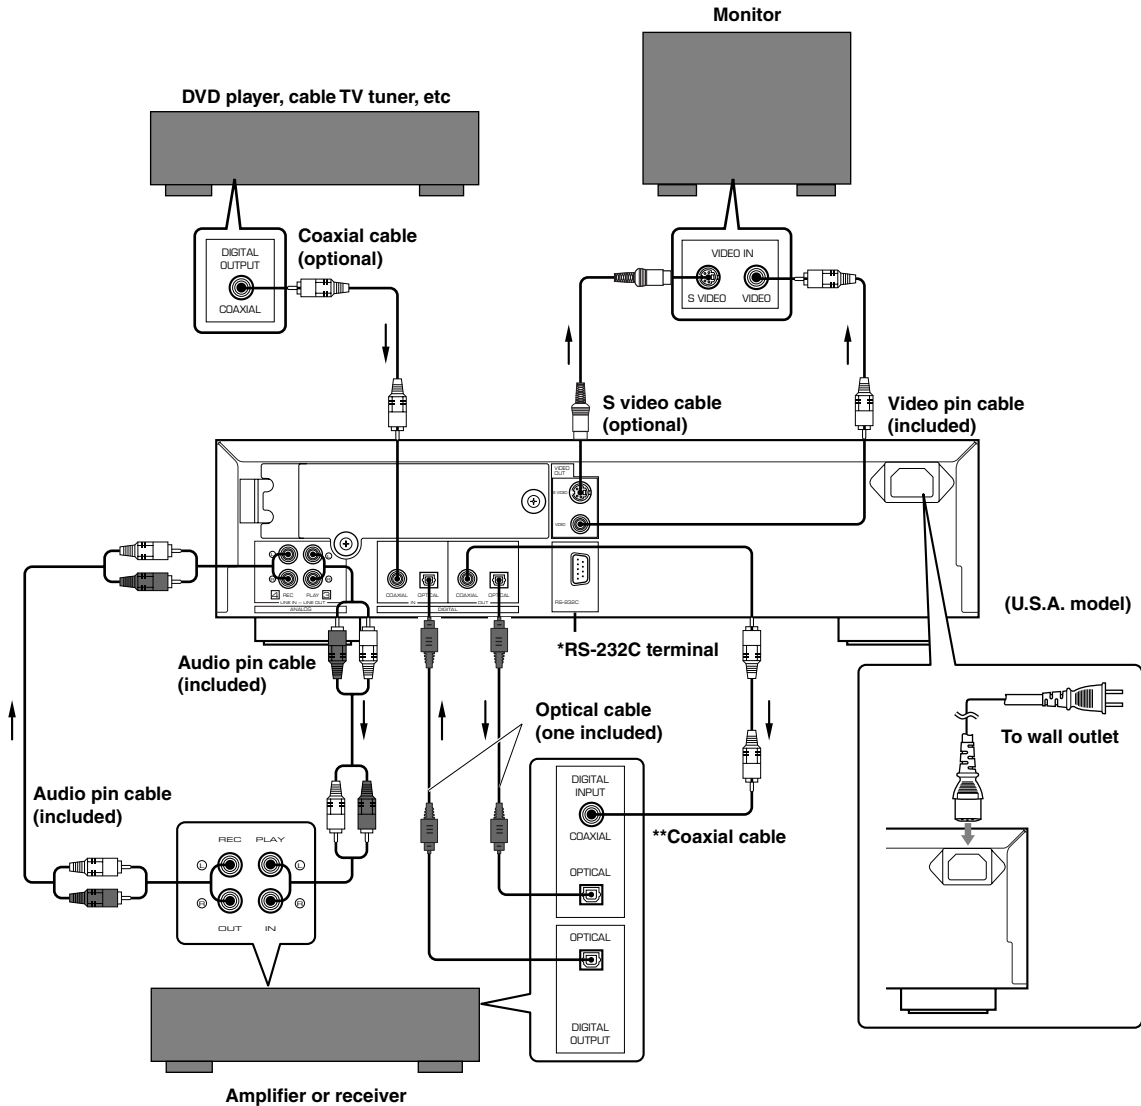 Monitor
DVD player, cable TV tuner, etc
DIGITAL
OUTPUT
COAXIAL
Coaxial cable
(optional)
VIDEO IN
S VIDEO VIDEO
S video cable
(optional)
Video pin cable
(included)
VIDEO
OUT
S VIDEO
VIDEO
L L
R R
4 REC PLAY 3
LINE IN – LINE OUT
ANALOG
COAXIAL OPTICAL COAXIAL OPTICAL
IN OUT
DIGITAL
RS-232C
(U.S.A. model)
*RS-232C terminal
Audio pin cable
(included)
Optical cable
(one included)
To wall outlet
Audio pin cable
(included)
DIGITAL
INPUT
COAXIAL
**Coaxial cable
REC PLAY
L L
R R
OUT IN
OPTICAL
OPTICAL
DIGITAL
OUTPUT
Amplifier or receiver